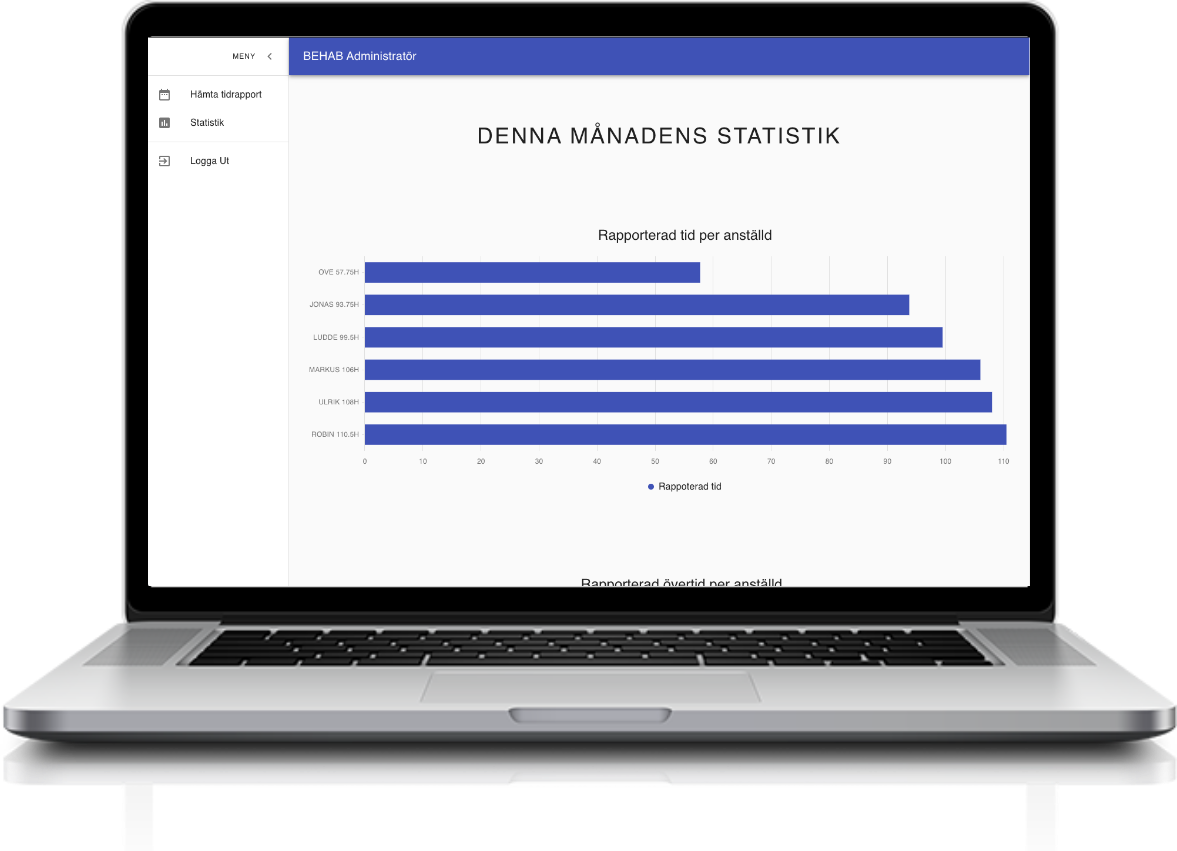 MENY
BEHAB Administratör
Hämta tidrapport
Statistik
Logga Ut
DENNA MÅNADENS STATISTIK
Rapporterad tid per anställd
OVE 57.75H
JONAS 93.75H
LUDDE 99.5H
MARKUS 106H
ULRIK 108H
ROBIN 110.5H
0 10 20 30 40 50 60 70 80 90 100 110
Rappoterad tid
Rapporterad övertid per anställd